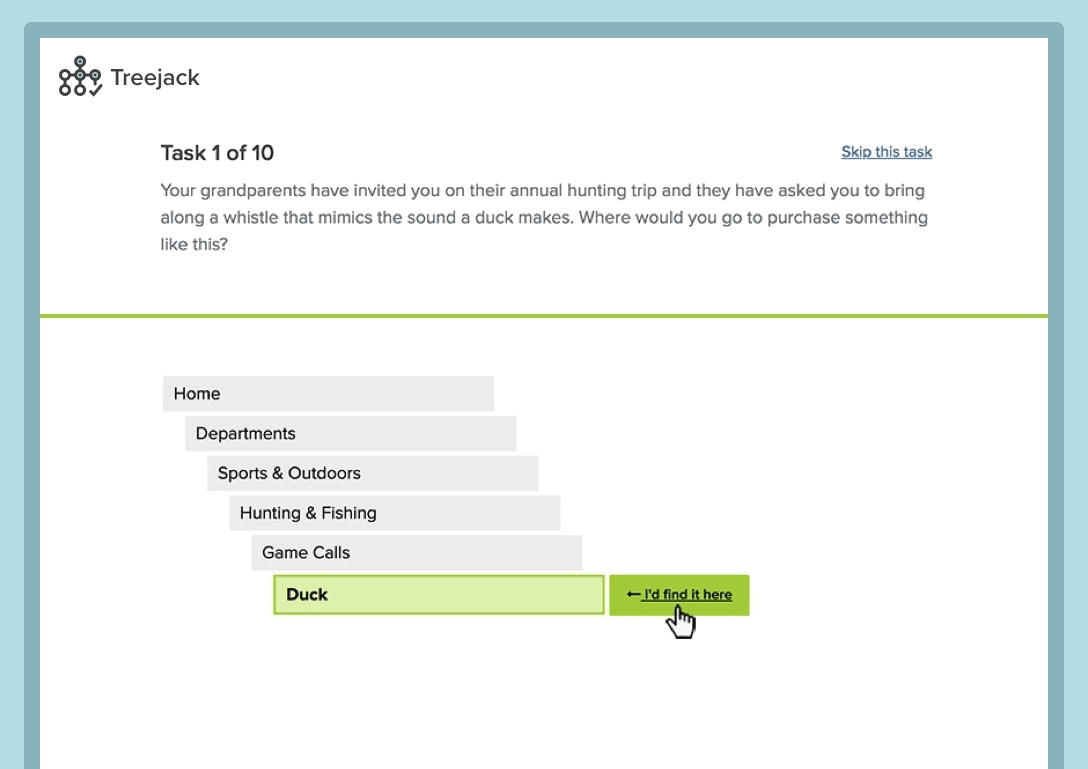 Treejack
Task 1 of 10
Skip this task
Your grandparents have invited you on their annual hunting trip and they have asked you to bring
along a whistle that mimics the sound a duck makes. Where would you go to purchase something
like this?
Home
Departments
Sports & Outdoors
Hunting & Fishing
Game Calls
Duck
← I'd find it here